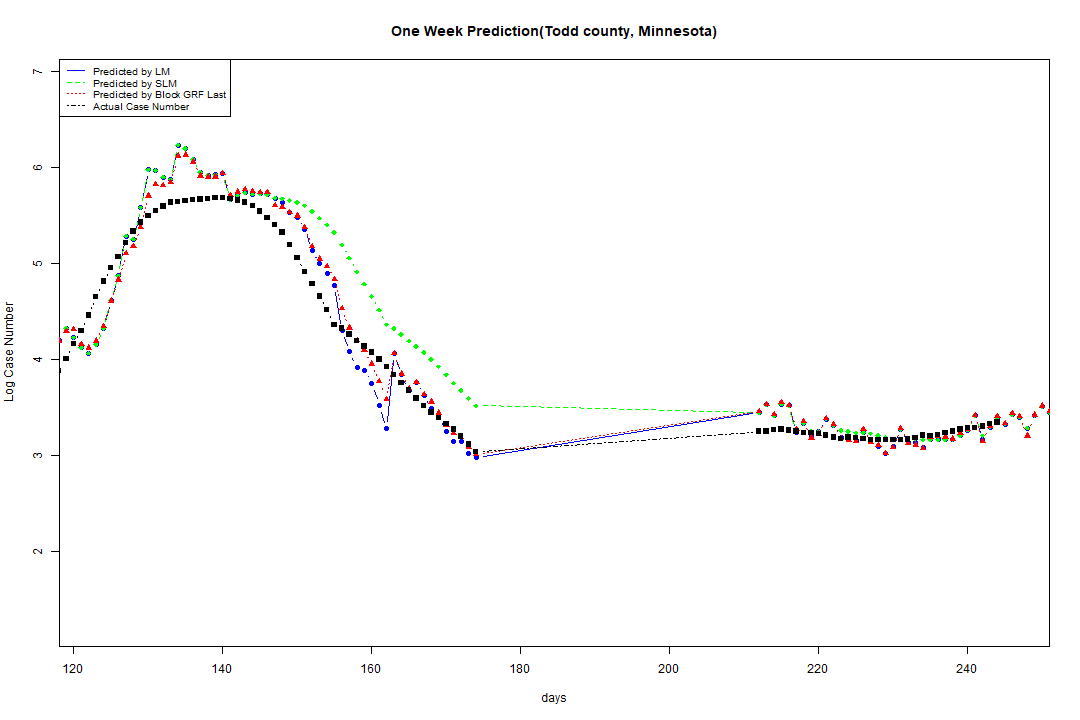 One Week Prediction(Todd county, Minnesota)
Predicted by LM
Predicted by SLM
Predicted by Block GRF Last
Actual Case Number
7
6
5
4
3
2
Log Case Number
120 140 160 180 200 220 240
days